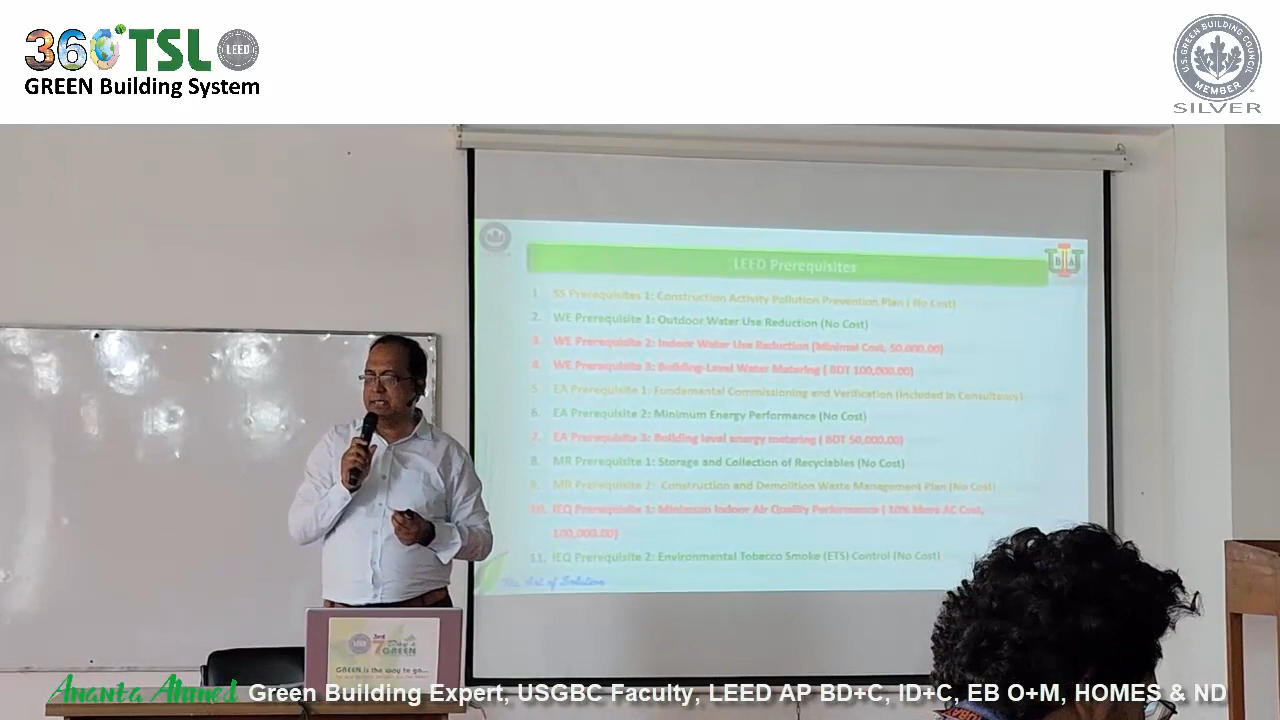 360° TSL LEED
GREEN Building System
U.S. GREEN BUILDING COUNCIL
MEMBER
SILVER
LEED Prerequisites
BA
1. SS Prerequisites 1: Construction Activity Pollution Prevention Plan ( No Cost)
2. WE Prerequisite 1: Outdoor Water Use Reduction (No Cost)
3. WE Prerequisite 2: Indoor Water Use Reduction (Minimal Cost, 50,000.00)
4. WE Prerequisite 3: Building-Level Water Matering ( BDT 100,000.00)
5. EA Prerequisite 1: Fundamental Commissioning and Verification (Included in Consultancy)
6. EA Prerequisite 2: Minimum Energy Performance (No Cost)
7. EA Prerequisite 3: Building level energy metering ( BDT 50,000.00)
8. MR Prerequisite 1: Storage and Collection of Recyclables (No Cost)
9. MR Prerequisite 2: Construction and Demolition Waste Management Plan (No Cost)
10. IEQ Prerequisite 1: Minimum Indoor Air Quality Performance ( 10% More AC Cost,
100,000.00)
11. IEQ Prerequisite 2: Environmental Tobacco Smoke (ETS) Control (No Cost)
The Art of Solution
3rd
7 Day's
GREEN
GREEN is the way to go...
Ananta Ahmed Green Building Expert, USGBC Faculty, LEED AP BD+C, ID+C, EB O+M, HOMES & ND